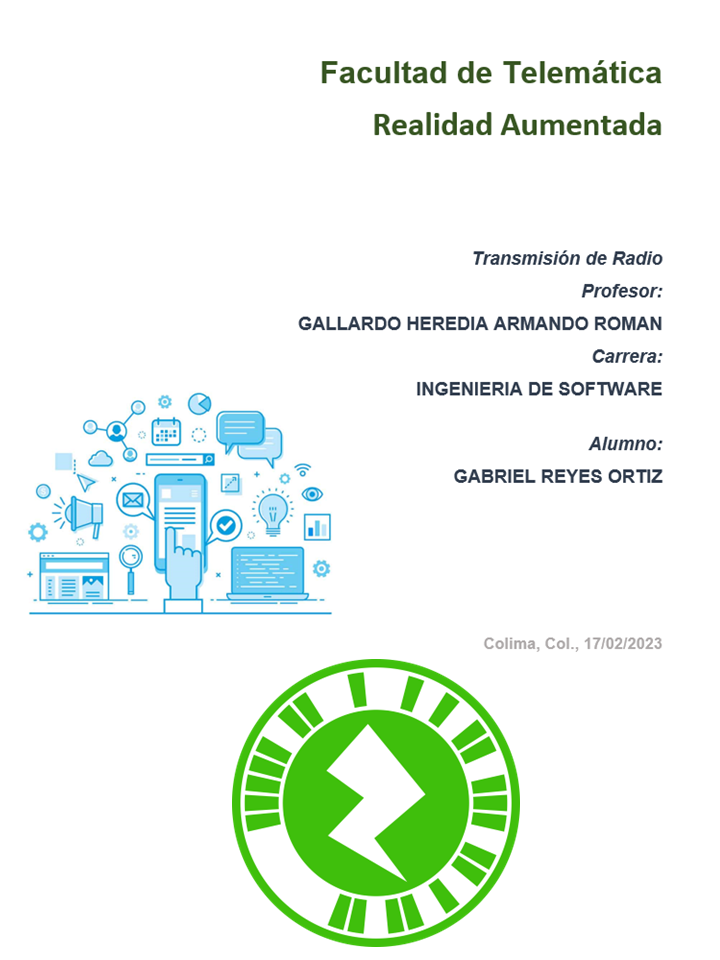 Facultad de Telemática
Realidad Aumentada
Transmisión de Radio
Profesor:
GALLARDO HEREDIA ARMANDO ROMAN
Carrera:
INGENIERIA DE SOFTWARE
Alumno:
GABRIEL REYES ORTIZ
Colima, Col., 17/02/2023